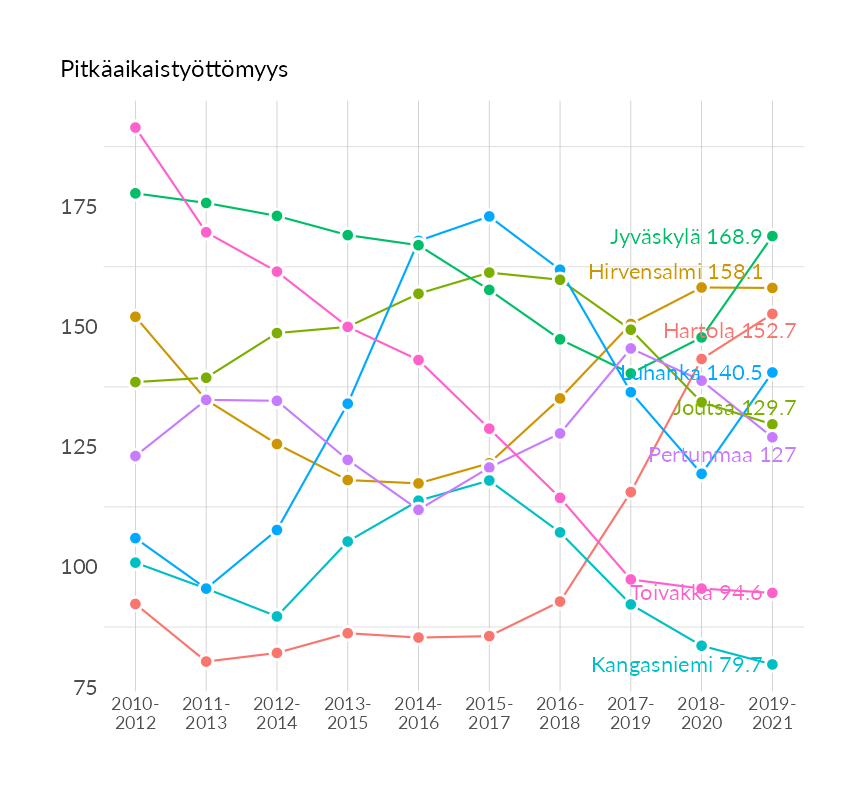 Pitkäaikaistyöttömyys
175
150
125
100
75
Jyväskylä 168.9
Hirvensalmi 158.1
Hartola 152.7
Luhanka 140.5
Joutsa 129.7
Pertunmaa 127
Toivakka 94.6
Kangasniemi 79.7
2010-
2012
2011-
2013
2012-
2014
2013-
2015
2014-
2016
2015-
2017
2016-
2018
2017-
2019
2018-
2020
2019-
2021